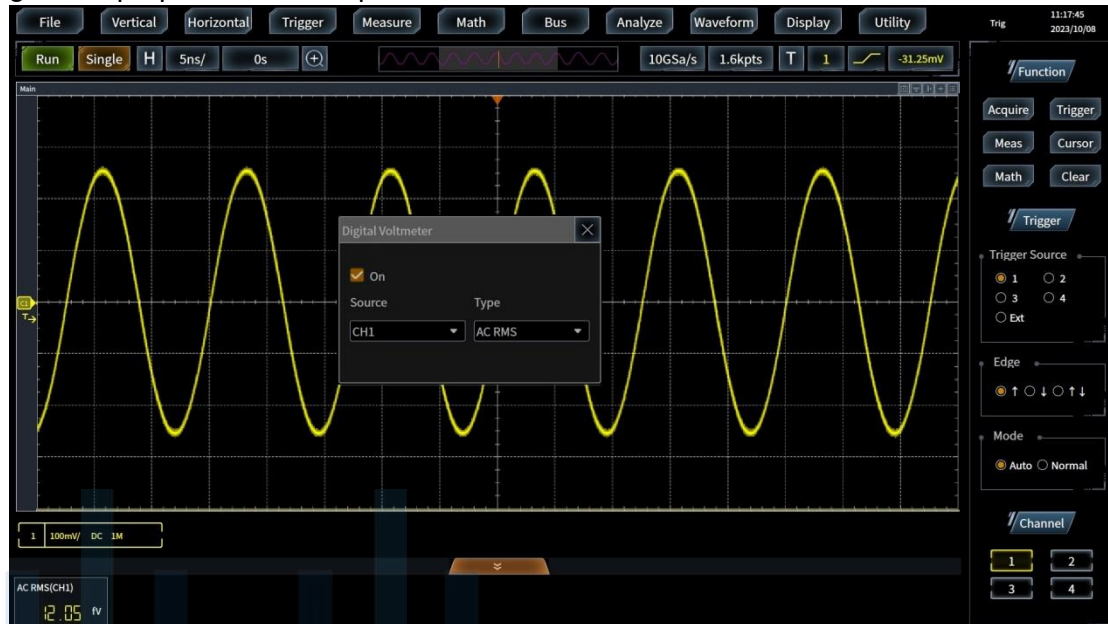 File Vertical Horizontal Trigger Measure Math Bus Analyze Waveform Display Utility Trig 11:17:45
2023/10/08
Run Single H 5ns/ 0s 10GSa/s 1.6kpts T 1 -31.25mV
Function
Main
Acquire Trigger
Meas Cursor
Math Clear
Trigger
Digital Voltmeter
Trigger Source
On
1 2
Source Type
3 4
C1
T→
Ext
CH1 AC RMS
Edge
↑ ↓ ↑↓
Mode
Auto Normal
Channel
1 100mV/ DC 1M
1 2
3 4
AC RMS(CH1)
12.05 fV